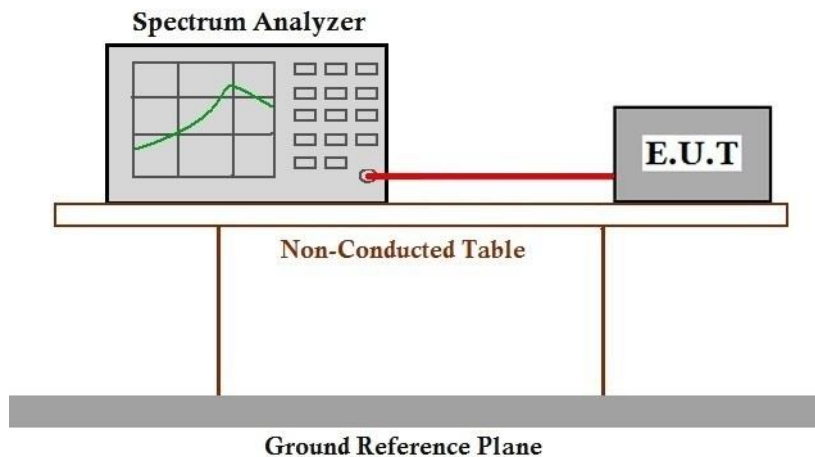 Spectrum Analyzer
E.U.T
Non-Conducted Table
Ground Reference Plane